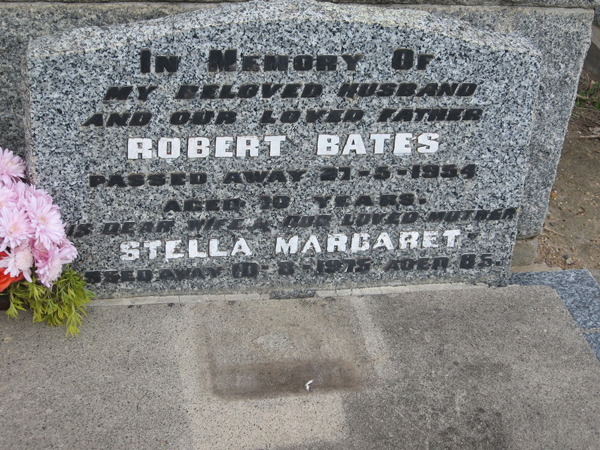 In Memory Of
MY BELOVED HUSBAND
AND OUR LOVED FATHER
ROBERT BATES
PASSED AWAY 21-5-1954
AGED 70 YEARS.
HIS DEAR WIFE & OUR LOVED MOTHER
STELLA MARGARET
PASSED AWAY 10-8-1975 AGED 85.